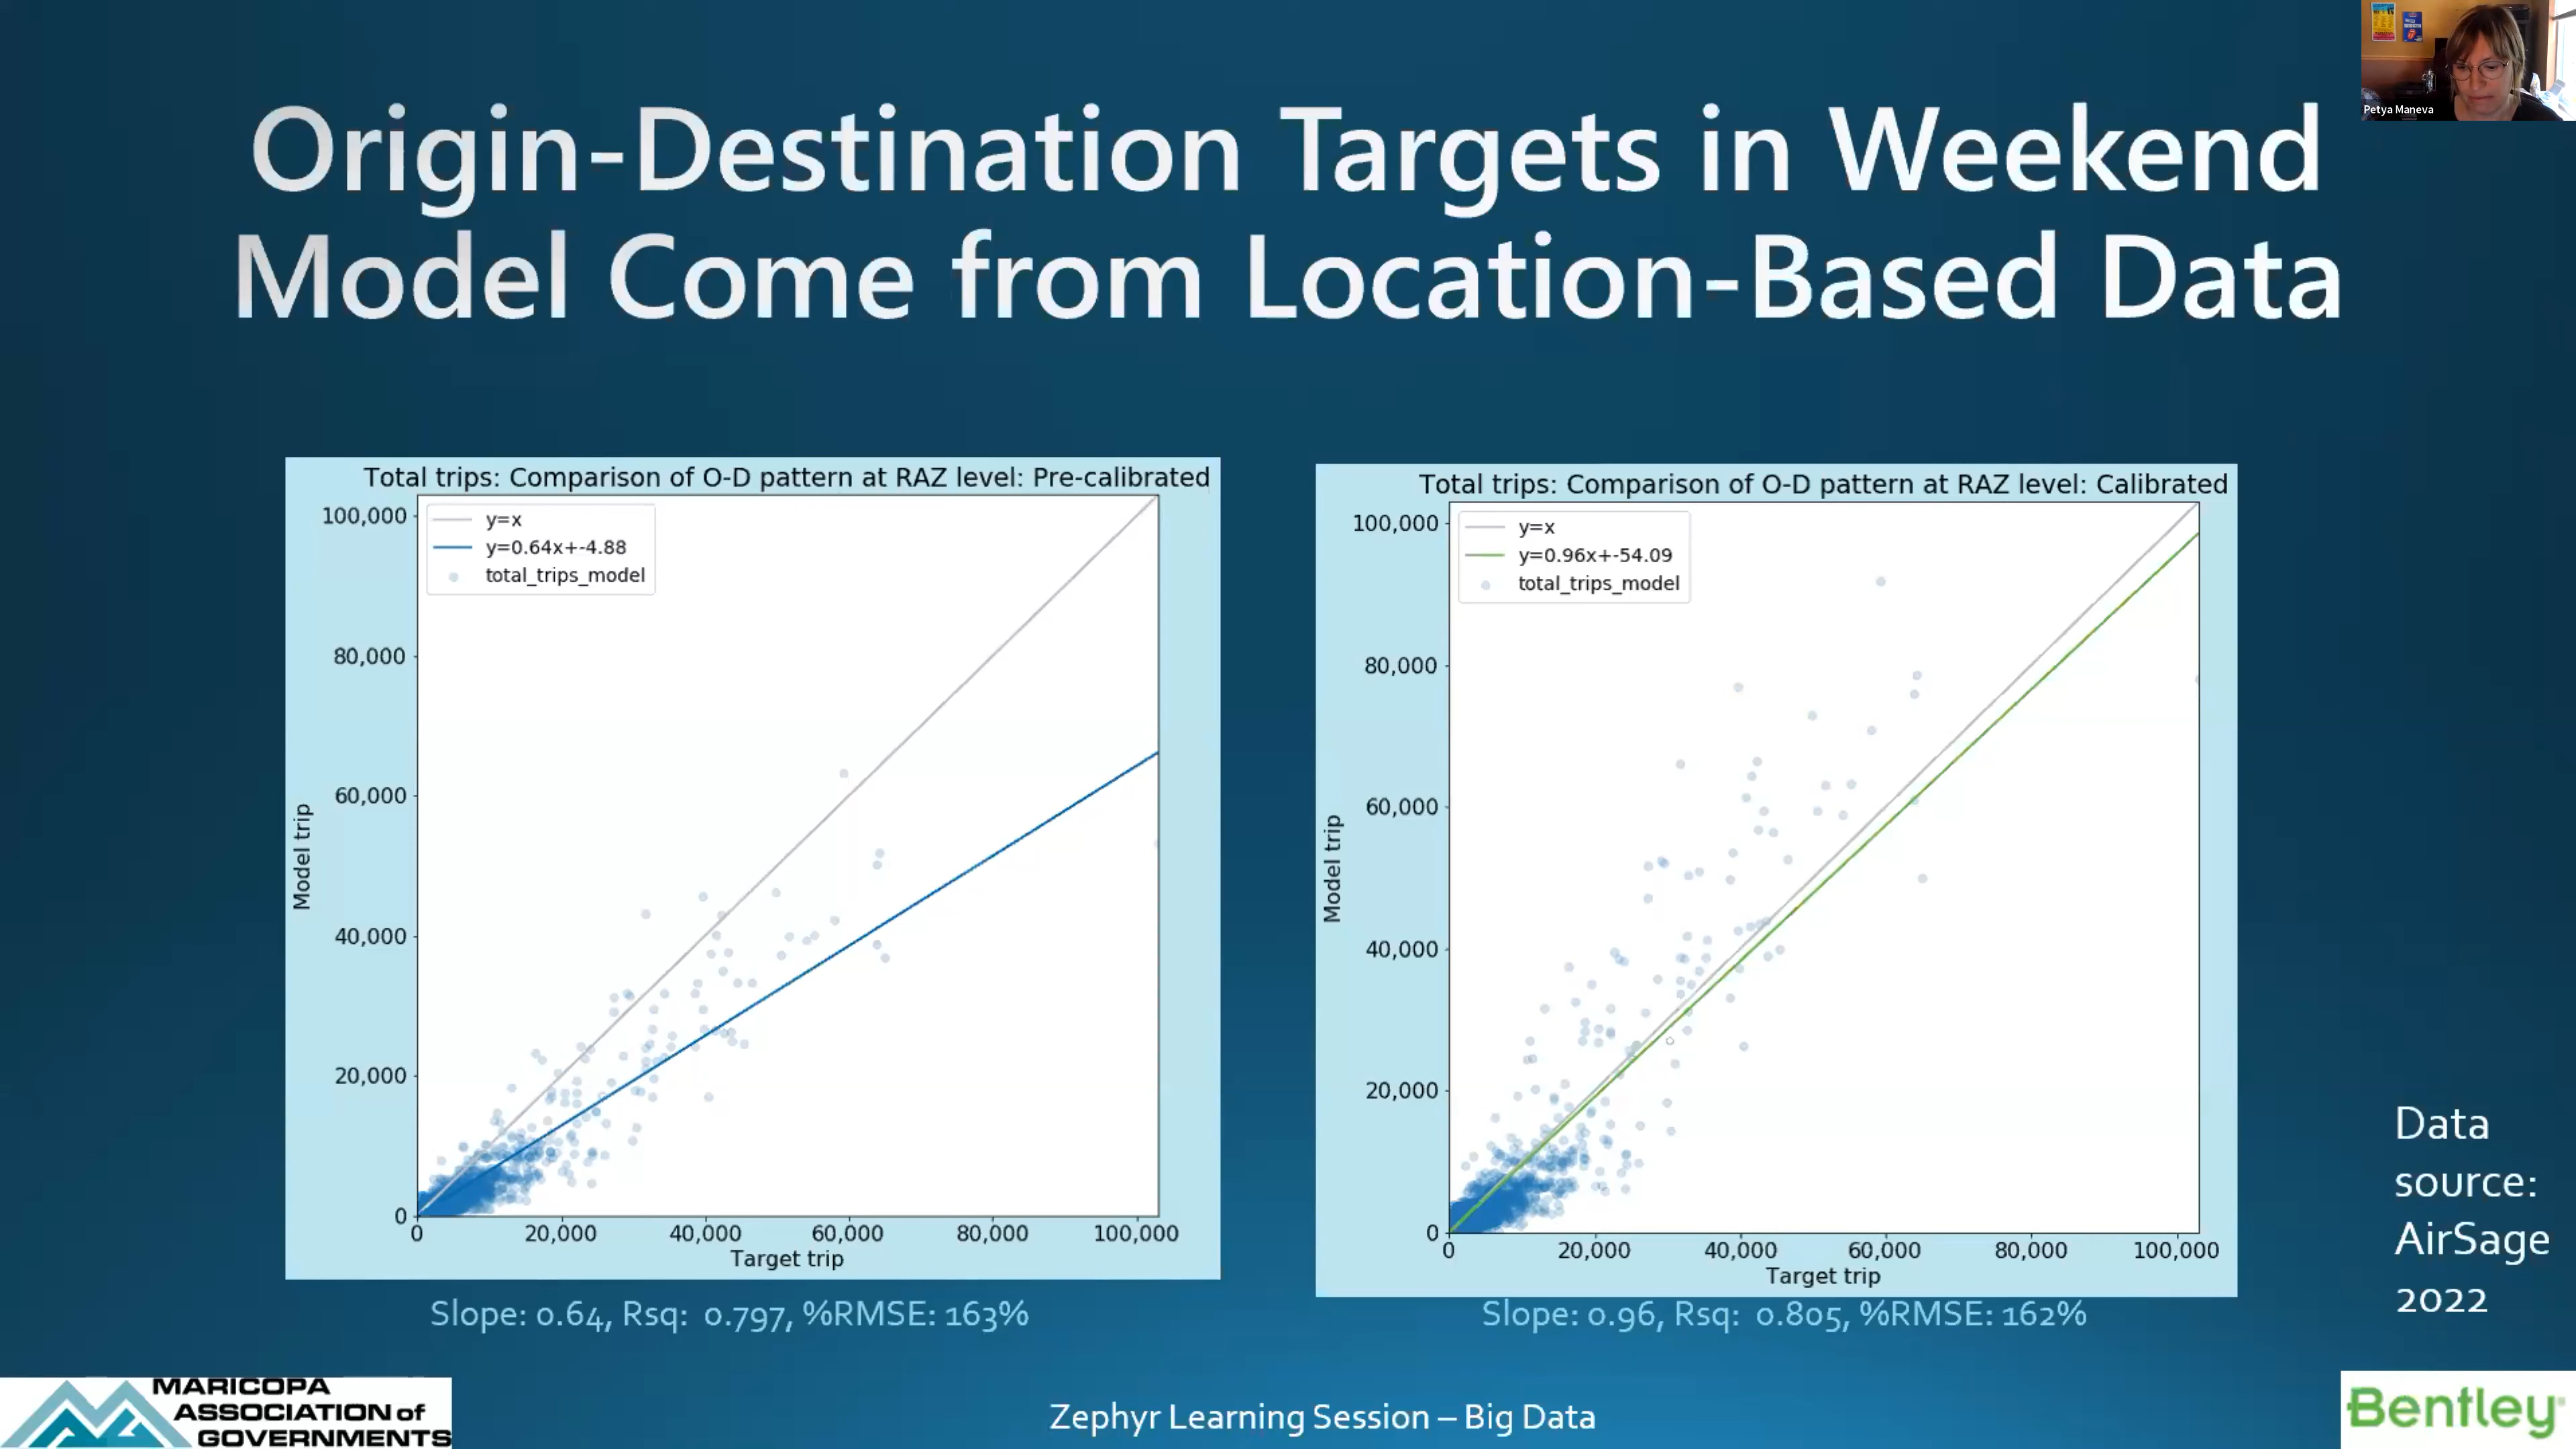 Petya Maneva
Origin-Destination Targets in Weekend
Model Come from Location-Based Data
Total trips: Comparison of O-D pattern at RAZ level: Pre-calibrated
y=x
y=0.64x+-4.88
total_trips_model
100,000
80,000
60,000
40,000
20,000
0
Model trip
0 20,000 40,000 60,000 80,000 100,000
Target trip
Slope: 0.64, Rsq: 0.797, %RMSE: 163%
Total trips: Comparison of O-D pattern at RAZ level: Calibrated
y=x
y=0.96x+-54.09
total_trips_model
100,000
80,000
60,000
40,000
20,000
0
Model trip
0 20,000 40,000 60,000 80,000 100,000
Target trip
Slope: 0.96, Rsq: 0.805, %RMSE: 162%
Data
source:
AirSage
2022
MARICOPA
ASSOCIATION of
GOVERNMENTS
Zephyr Learning Session – Big Data
Bentley